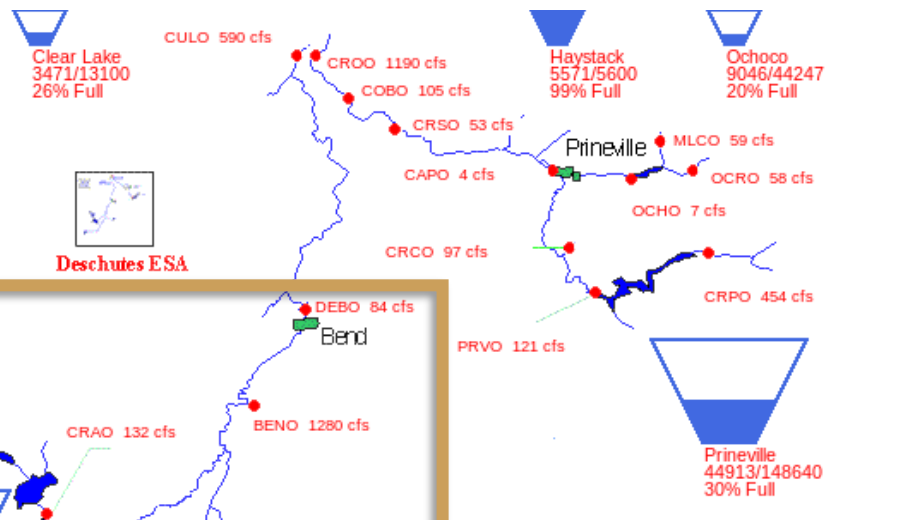 CULO 590 cfs
Clear Lake
3471/13100
26% Full
CROO 1190 cfs
Haystack
5571/5600
99% Full
Ochoco
9046/44247
20% Full
COBO 105 cfs
CRSO 53 cfs
Prineville
MLCO 59 cfs
CAPO 4 cfs
OCRO 58 cfs
OCHO 7 cfs
Deschutes ESA
CRCO 97 cfs
CRPO 454 cfs
DEBO 84 cfs
Bend
PRVO 121 cfs
BENO 1280 cfs
CRAO 132 cfs
Prineville
44913/148640
30% Full